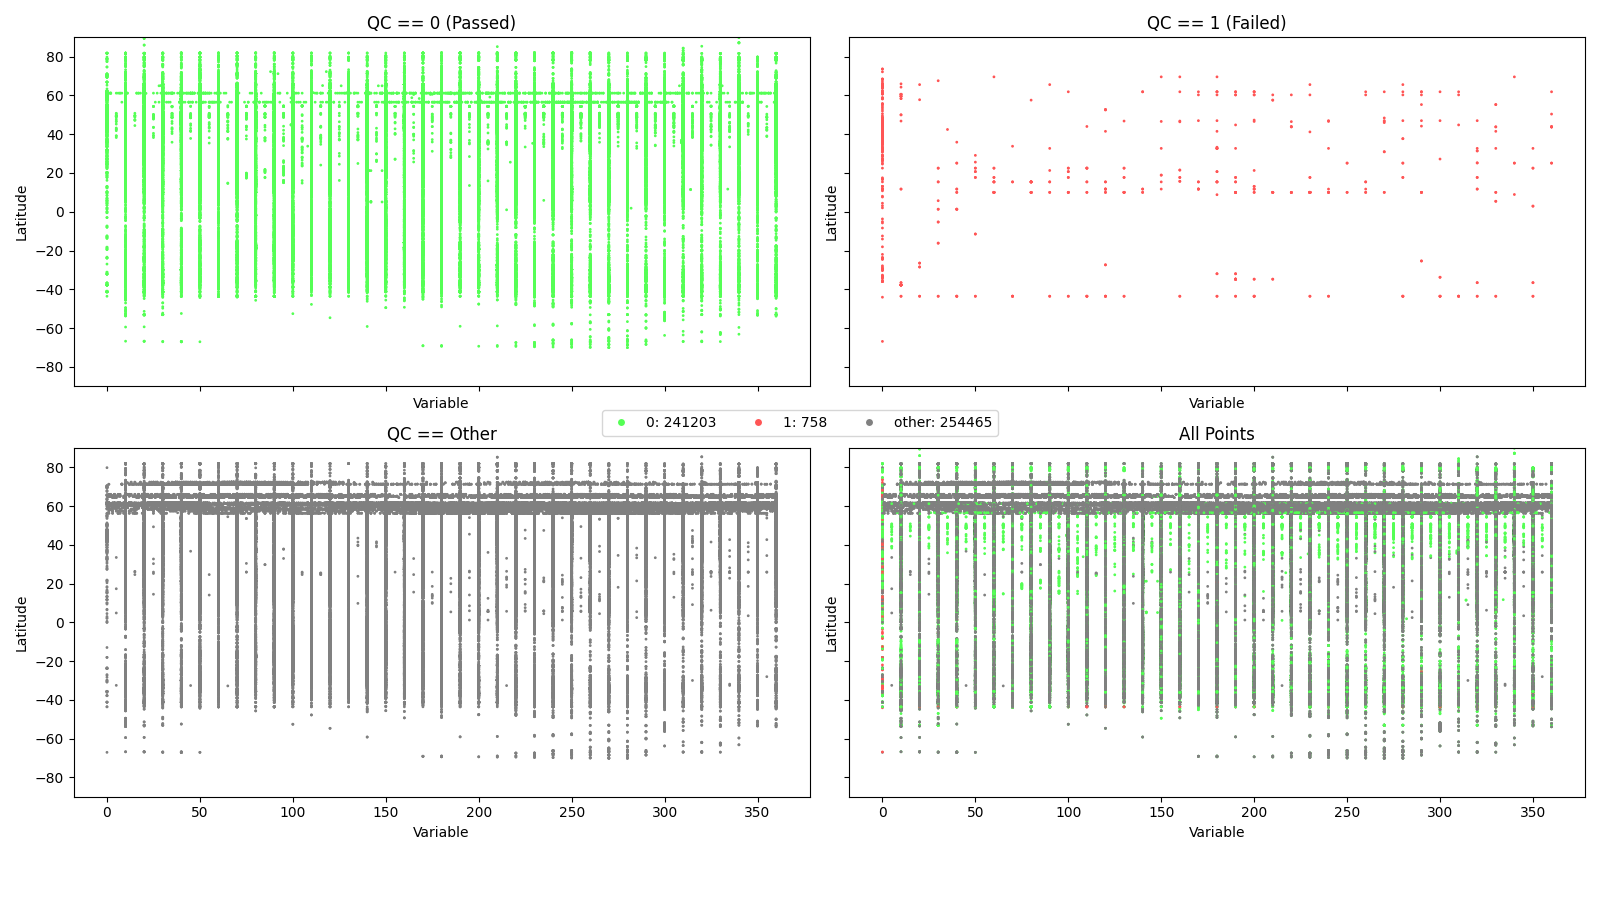 QC == 0 (Passed)
QC == 1 (Failed)
80
60
40
20
0
−20
−40
−60
−80
Latitude
Latitude
Variable
Variable
0: 241203
1: 758
other: 254465
QC == Other
All Points
80
60
40
20
0
−20
−40
−60
−80
Latitude
Latitude
0 50 100 150 200 250 300 350
0 50 100 150 200 250 300 350
Variable
Variable